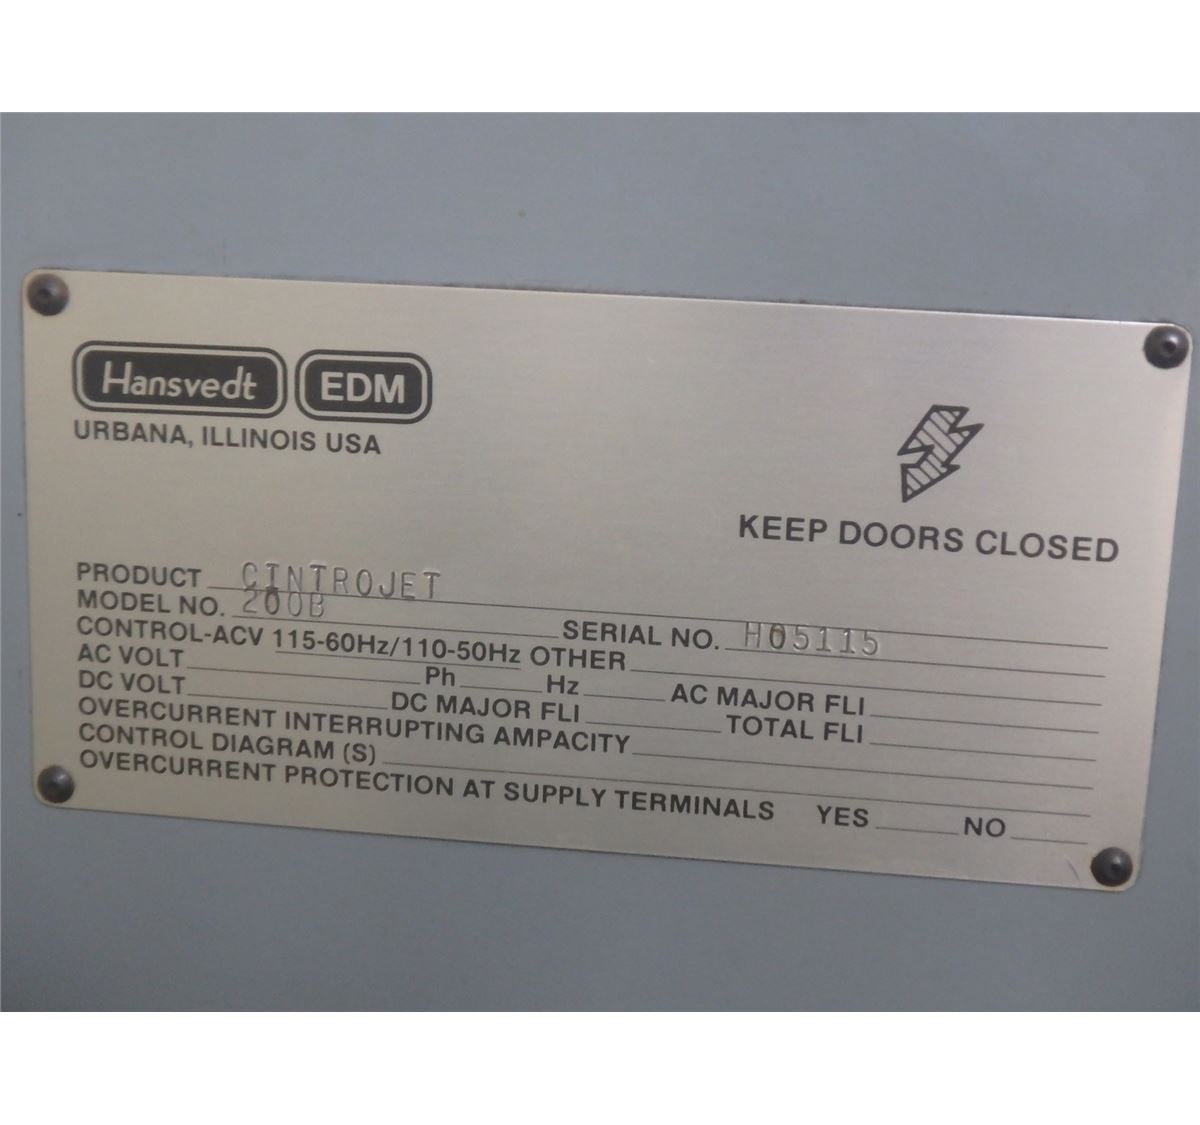 Hansvedt EDM
URBANA, ILLINOIS USA
KEEP DOORS CLOSED
PRODUCT CINTROJET
MODEL NO. 200B SERIAL NO. H05115
CONTROL-ACV 115-60Hz/110-50Hz OTHER
AC VOLT Ph Hz AC MAJOR FLI
DC VOLT DC MAJOR FLI TOTAL FLI
OVERCURRENT INTERRUPTING AMPACITY
CONTROL DIAGRAM (S)
OVERCURRENT PROTECTION AT SUPPLY TERMINALS YES NO